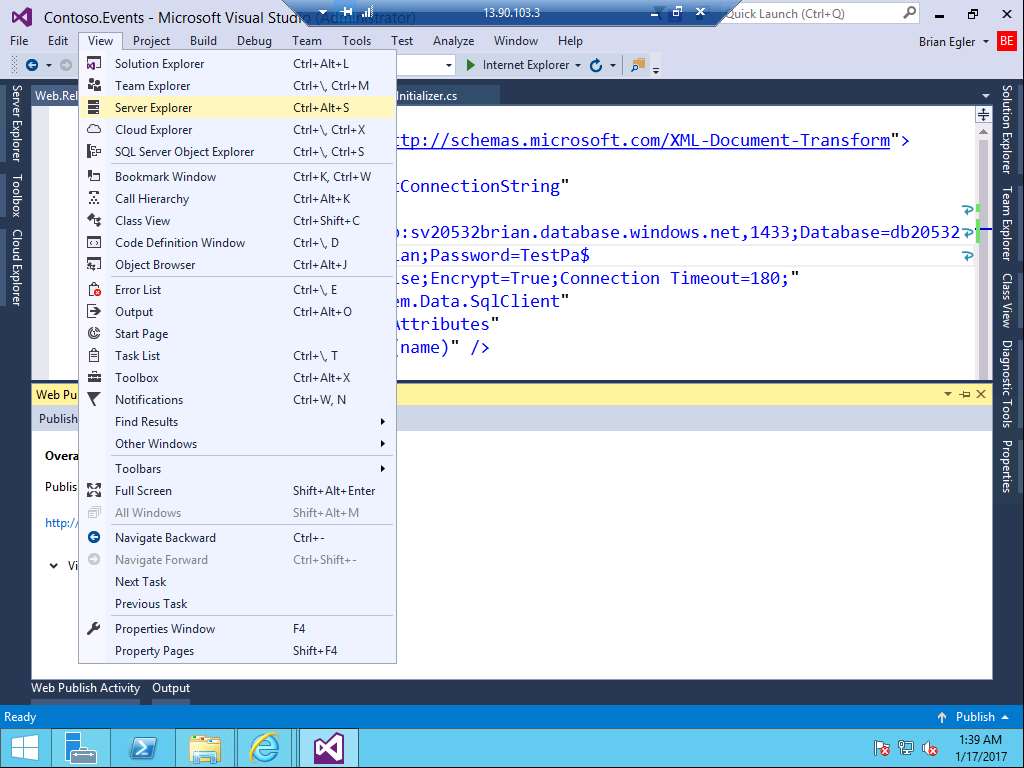 Contoso.Events - Microsoft Visual Studio (Administrator)
13.90.103.3
Quick Launch (Ctrl+Q)
File Edit View Project Build Debug Team Tools Test Analyze Window Help
Brian Egler
BE
Internet Explorer
Web.Rel
Initializer.cs
Server Explorer
Toolbox
Cloud Explorer
Solution Explorer Ctrl+Alt+L
Team Explorer Ctrl+\, Ctrl+M
Server Explorer Ctrl+Alt+S
Cloud Explorer Ctrl+\, Ctrl+X
SQL Server Object Explorer Ctrl+\, Ctrl+S
Bookmark Window Ctrl+K, Ctrl+W
Call Hierarchy Ctrl+Alt+K
Class View Ctrl+Shift+C
Code Definition Window Ctrl+\, D
Object Browser Ctrl+Alt+J
Error List Ctrl+\, E
Output Ctrl+Alt+O
Start Page
Task List Ctrl+\, T
Toolbox Ctrl+Alt+X
Notifications Ctrl+W, N
Find Results
Other Windows
Toolbars
Full Screen Shift+Alt+Enter
All Windows Shift+Alt+M
Navigate Backward Ctrl+-
Navigate Forward Ctrl+Shift+-
Next Task
Previous Task
Properties Window F4
Property Pages Shift+F4
ttp://schemas.microsoft.com/XML-Document-Transform">
tConnectionString"
p:sv20532brian.database.windows.net,1433;Database=db20532
ian;Password=TestPa$
lse;Encrypt=True;Connection Timeout=180;"
em.Data.SqlClient"
Attributes"
(name)" />
Solution Explorer
Team Explorer
Class View
Diagnostic Tools
Properties
Web Pu
Publish
Overa
Publis
http://
Vi
Web Publish Activity Output
Ready
Publish
1:39 AM
1/17/2017